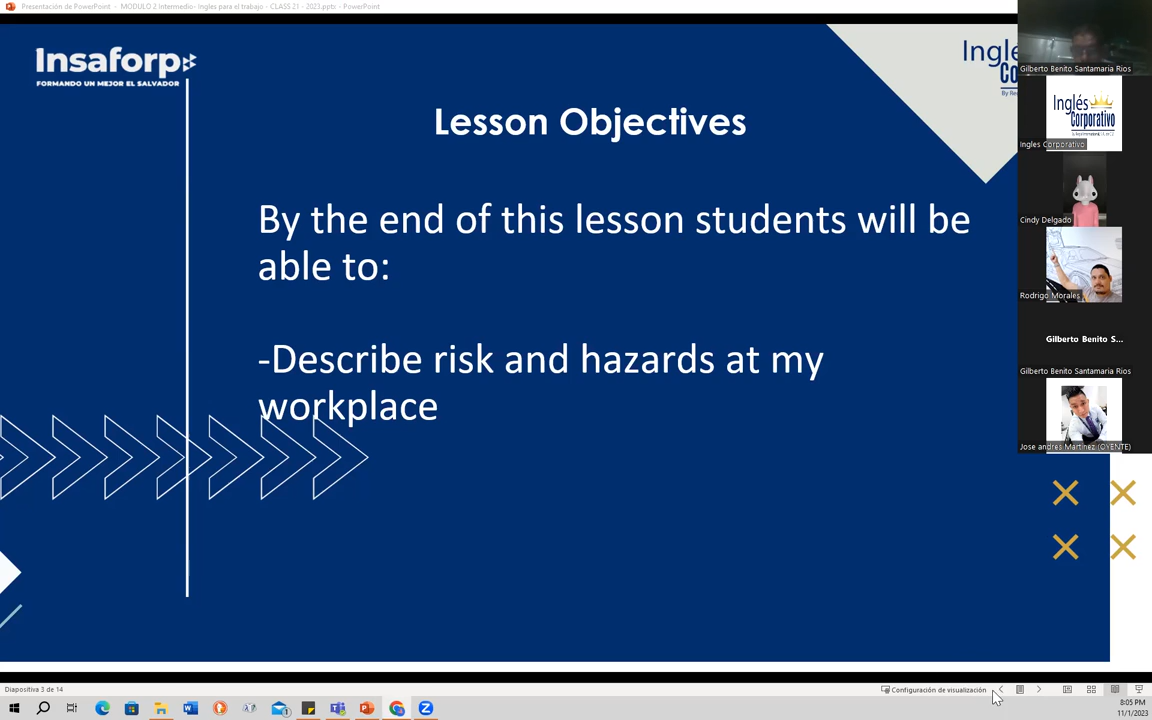 Presentación de PowerPoint - MODULO 2 Intermedio- Ingles para el trabajo - CLASS 21 - 2023.pptx - PowerPoint
Insaforp
FORMANDO UN MEJOR EL SALVADOR
Lesson Objectives
By the end of this lesson students will be
able to:
-Describe risk and hazards at my
workplace
Gilberto Benito Santamaria Rios
Inglés
Corporativo
Ingles Corporativo
Cindy Delgado
Rodrigo Morales
Gilberto Benito S...
Gilberto Benito Santamaria Rios
Jose andres Martinez (OYENTE)
Diapositiva 3 de 14
Configuración de visualización
8:05 PM
11/1/2023